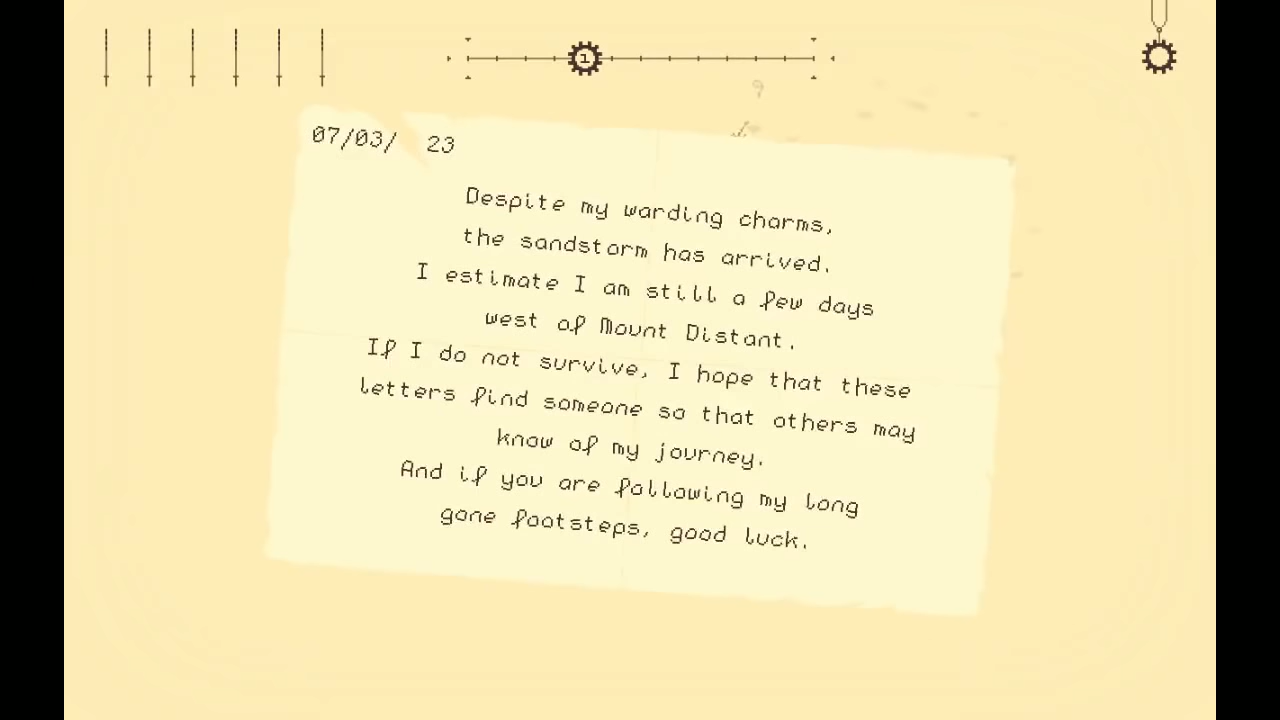 1
07/03/ 23
Despite my warding charms,
the sandstorm has arrived.
I estimate I am still a few days
west of Mount Distant.
If I do not survive, I hope that these
letters find someone so that others may
know of my journey.
And if you are following my long
gone footsteps, good luck.